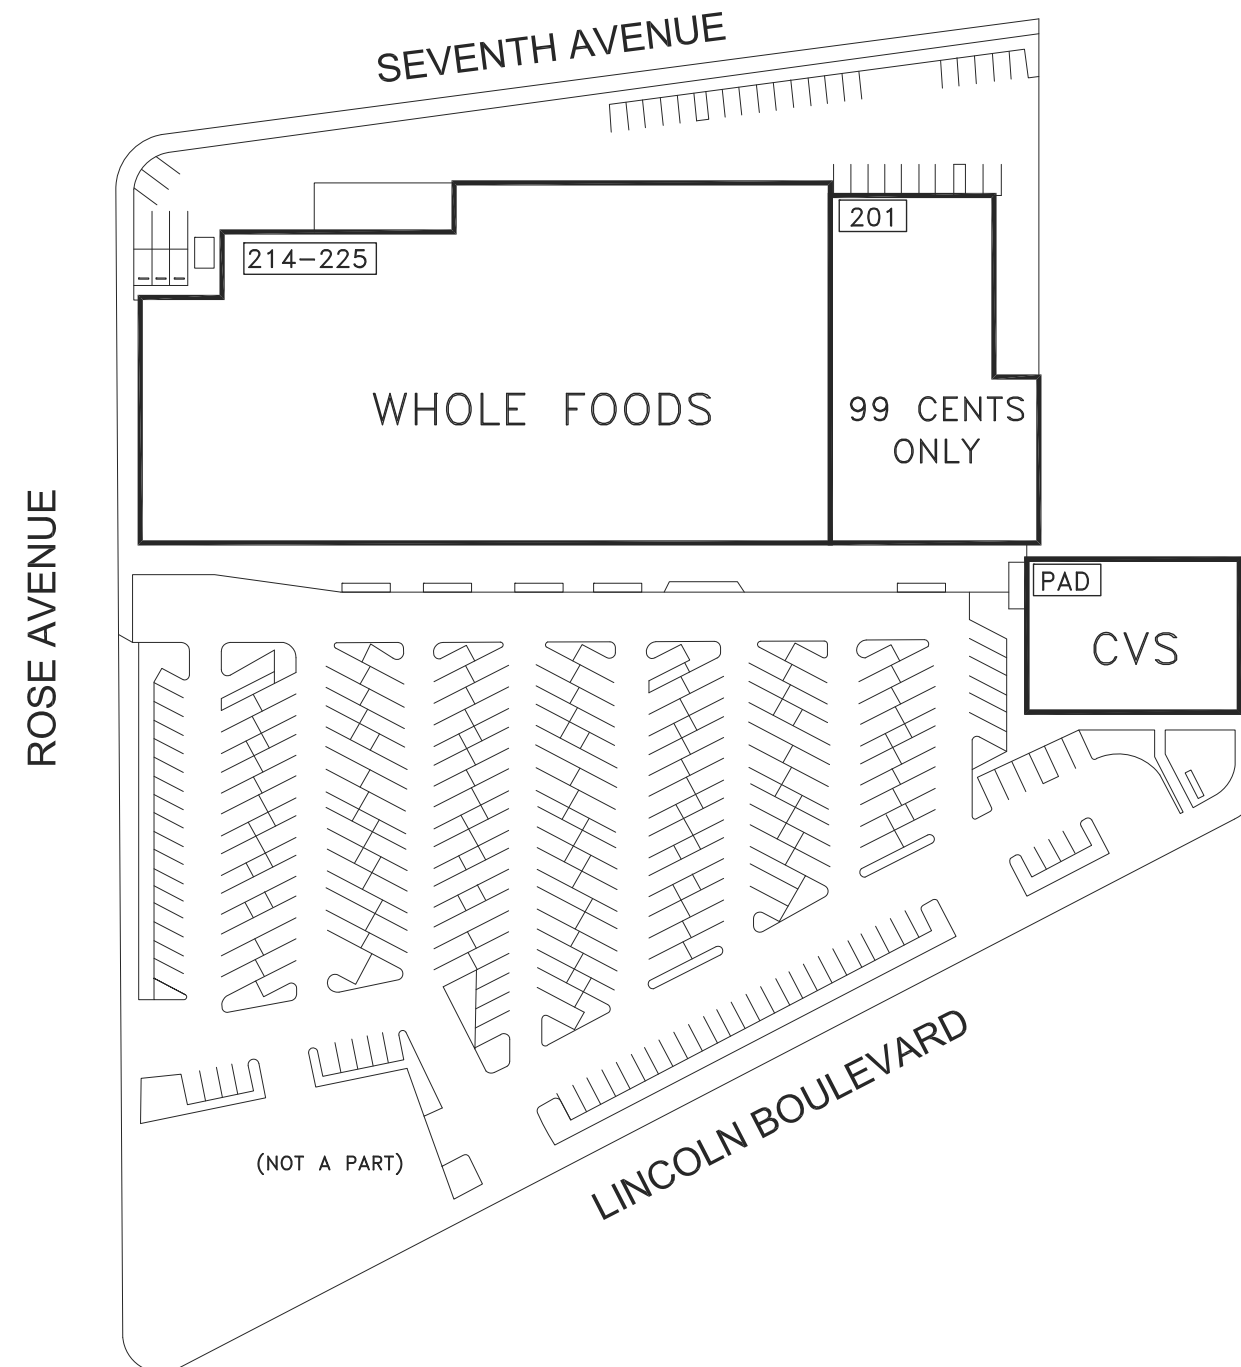 SEVENTH AVENUE
201
214-225
WHOLE FOODS
99 CENTS
ONLY
ROSE AVENUE
PAD
CVS
LINCOLN BOULEVARD
(NOT A PART)